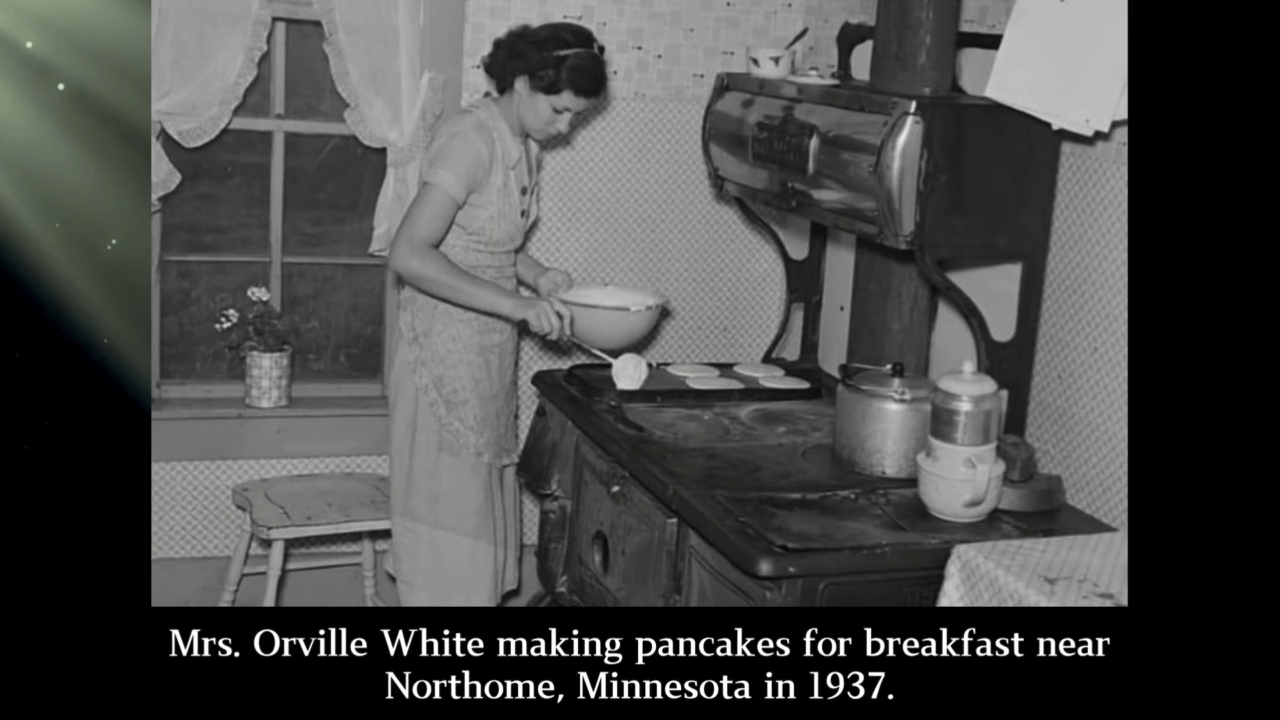 Mrs. Orville White making pancakes for breakfast near
Northome, Minnesota in 1937.